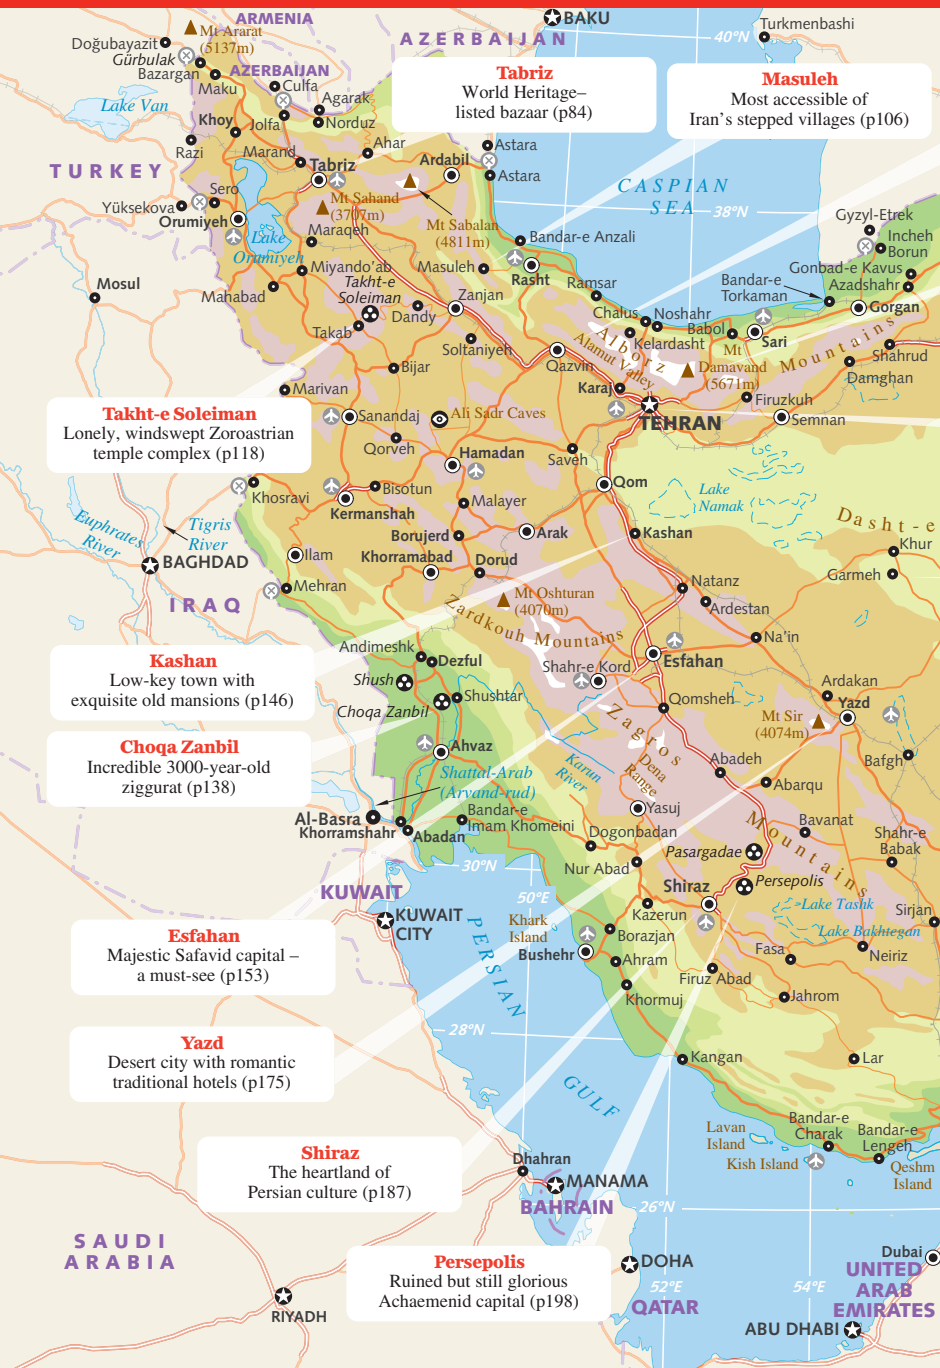 ARMENIA
Mt Ararat
(5137m)
BAKU
Turkmenbashi
40°N
AZERBAIJAN
Doğubayazit
Gürbulak
Bazargan
Maku
AZERBAIJAN
Culfa
Agarak
Norduz
Jolfa
Khoy
Lake Van
Razi
Marand
Ahar
Tabriz
World Heritage–
listed bazaar (p84)
Masuleh
Most accessible of
Iran's stepped villages (p106)
TURKEY
Tabriz
Ardabil
Astara
Astara
CASPIAN
SEA
38°N
Sero
Yüksekova
Orumiyeh
Mt Sahand
(3707m)
Mt Sabalan
(4811m)
Maraqeh
Lake
Orumiyeh
Bandar-e Anzali
Gyzyl-Etrek
Incheh
Borun
Gonbad-e Kavus
Azadshahr
Mosul
Miyando'ab
Takht-e
Soleiman
Mahabad
Masuleh
Rasht
Ramsar
Bandar-e
Torkaman
Gorgan
Zanjan
Dandy
Takab
Chalus
Noshahr
Babol
Sari
Kelardasht
Soltaniyeh
Qazvin
Alborz
Mountains
Alamut Valley
Mt
Damavand
(5671m)
Shahrud
Damghan
Bijar
Marivan
Karaj
TEHRAN
Firuzkuh
Semnan
Takht-e Soleiman
Lonely, windswept Zoroastrian
temple complex (p118)
Sanandaj
Ali Sadr Caves
Qorveh
Hamadan
Saveh
Khosravi
Bisotun
Kermanshah
Malayer
Qom
Lake
Namak
Dasht-e
Euphrates
River
Tigris
River
BAGHDAD
Borujerd
Arak
Kashan
Khorramabad
Dorud
Khur
Garmeh
Ilam
Mehran
Mt Oshturan
(4070m)
Natanz
Ardestan
IRAQ
Zardkouh Mountains
Na'in
Kashan
Low-key town with
exquisite old mansions (p146)
Andimeshk
Dezful
Shahr-e Kord
Esfahan
Shush
Shushtar
Choqa Zanbil
Qomsheh
Ardakan
Yazd
Mt Sir
(4074m)
Choqa Zanbil
Incredible 3000-year-old
ziggurat (p138)
Ahvaz
Zagros
Mountains
Karun
River
Dena
Range
Abadeh
Abarqu
Bafgh
Shattal-Arab
(Arvand-rud)
Al-Basra
Khorramshahr
Abadan
Bandar-e
Imam Khomeini
Yasuj
Dogonbadan
Bavanat
Shahr-e
Babak
Pasargadae
Nur Abad
30°N
50°E
Shiraz
Persepolis
Lake Tashk
Sirjan
KUWAIT
KUWAIT
CITY
Kazerun
Lake Bakhtegan
Khark
Island
Borazjan
Bushehr
Ahram
Fasa
Neiriz
Esfahan
Majestic Safavid capital –
a must-see (p153)
PERSIAN
GULF
Khormuj
Firuz Abad
Jahrom
28°N
Yazd
Desert city with romantic
traditional hotels (p175)
Kangan
Lar
Shiraz
The heartland of
Persian culture (p187)
Lavan
Island
Bandar-e
Charak
Bandar-e
Lengeh
Kish Island
Qeshm
Island
Dhahran
MANAMA
BAHRAIN
26°N
SAUDI
ARABIA
Persepolis
Ruined but still glorious
Achaemenid capital (p198)
DOHA
52°E
54°E
QATAR
Dubai
UNITED
ARAB
EMIRATES
RIYADH
ABU DHABI